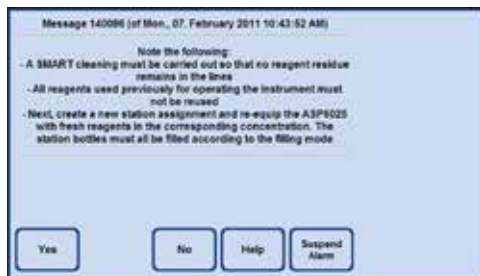 Message 140086 (of Mon., 07. February 2011 10:43:52 AM)
Note the following:
- A SMART cleaning must be carried out so that no reagent residue
remains in the lines
- All reagents used previously for operating the instrument must
not be reused
- Next, create a new station assignment and re-equip the ASP6025
with fresh reagents in the corresponding concentration. The
station bottles must all be filled according to the filling mode
Yes
No
Help
Suspend
Alarm